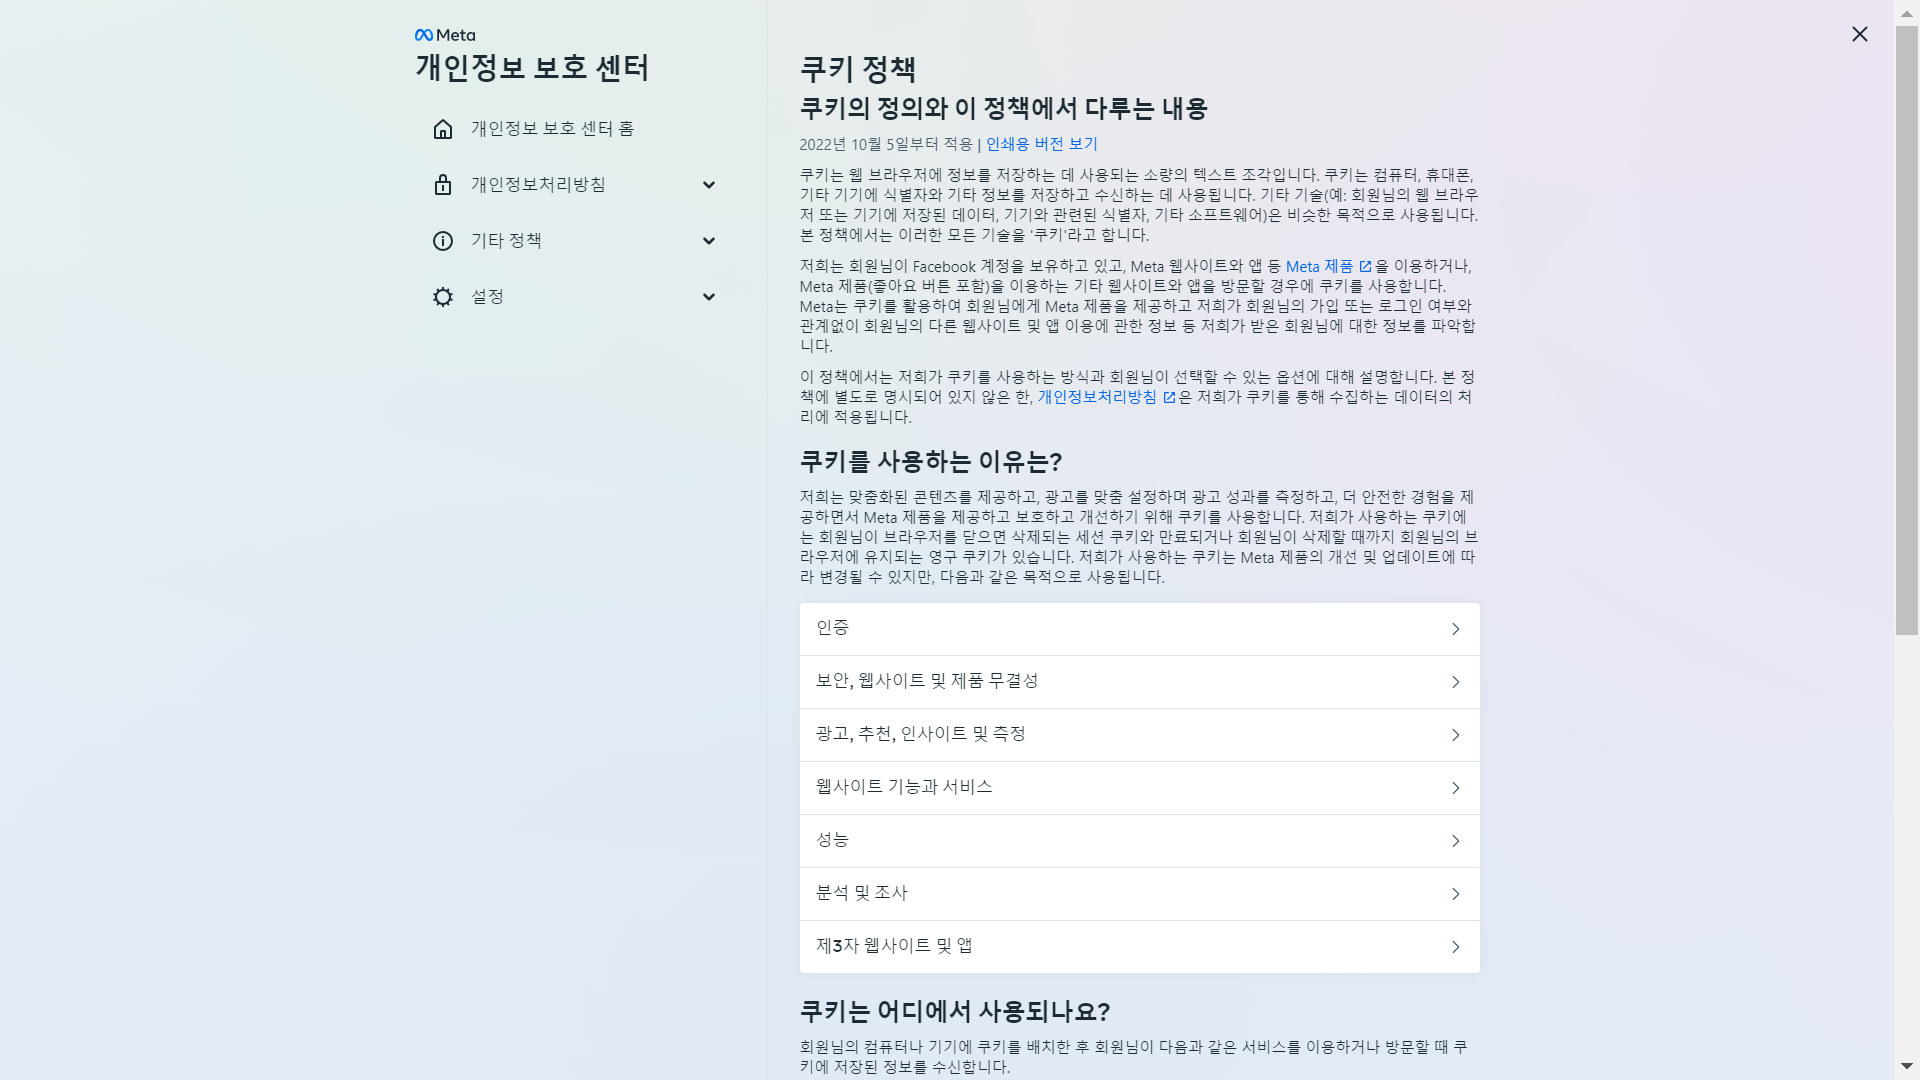 Meta
개인정보 보호 센터
개인정보 보호 센터 홈
개인정보처리방침
기타 정책
설정
쿠키 정책
쿠키의 정의와 이 정책에서 다루는 내용
2022년 10월 5일부터 적용 | 인쇄용 버전 보기
쿠키는 웹 브라우저에 정보를 저장하는 데 사용되는 소량의 텍스트 조각입니다. 쿠키는 컴퓨터, 휴대폰,
기타 기기에 식별자와 기타 정보를 저장하고 수신하는 데 사용됩니다. 기타 기술(예: 회원님의 웹 브라우
저 또는 기기에 저장된 데이터, 기기와 관련된 식별자, 기타 소프트웨어)은 비슷한 목적으로 사용됩니다.
본 정책에서는 이러한 모든 기술을 '쿠키'라고 합니다.
저희는 회원님이 Facebook 계정을 보유하고 있고, Meta 웹사이트와 앱 등 Meta 제품 을 이용하거나,
Meta 제품(좋아요 버튼 포함)을 이용하는 기타 웹사이트와 앱을 방문할 경우에 쿠키를 사용합니다.
Meta는 쿠키를 활용하여 회원님에게 Meta 제품을 제공하고 저희가 회원님의 가입 또는 로그인 여부와
관계없이 회원님의 다른 웹사이트 및 앱 이용에 관한 정보 등 저희가 받은 회원님에 대한 정보를 파악합
니다.
이 정책에서는 저희가 쿠키를 사용하는 방식과 회원님이 선택할 수 있는 옵션에 대해 설명합니다. 본 정
책에 별도로 명시되어 있지 않은 한, 개인정보처리방침 은 저희가 쿠키를 통해 수집하는 데이터의 처
리에 적용됩니다.
쿠키를 사용하는 이유는?
저희는 맞춤화된 콘텐츠를 제공하고, 광고를 맞춤 설정하며 광고 성과를 측정하고, 더 안전한 경험을 제
공하면서 Meta 제품을 제공하고 보호하고 개선하기 위해 쿠키를 사용합니다. 저희가 사용하는 쿠키에
는 회원님이 브라우저를 닫으면 삭제되는 세션 쿠키와 만료되거나 회원님이 삭제할 때까지 회원님의 브
라우저에 유지되는 영구 쿠키가 있습니다. 저희가 사용하는 쿠키는 Meta 제품의 개선 및 업데이트에 따
라 변경될 수 있지만, 다음과 같은 목적으로 사용됩니다.
인증
보안, 웹사이트 및 제품 무결성
광고, 추천, 인사이트 및 측정
웹사이트 기능과 서비스
성능
분석 및 조사
제3자 웹사이트 및 앱
쿠키는 어디에서 사용되나요?
회원님의 컴퓨터나 기기에 쿠키를 배치한 후 회원님이 다음과 같은 서비스를 이용하거나 방문할 때 쿠
키에 저장된 정보를 수신합니다.